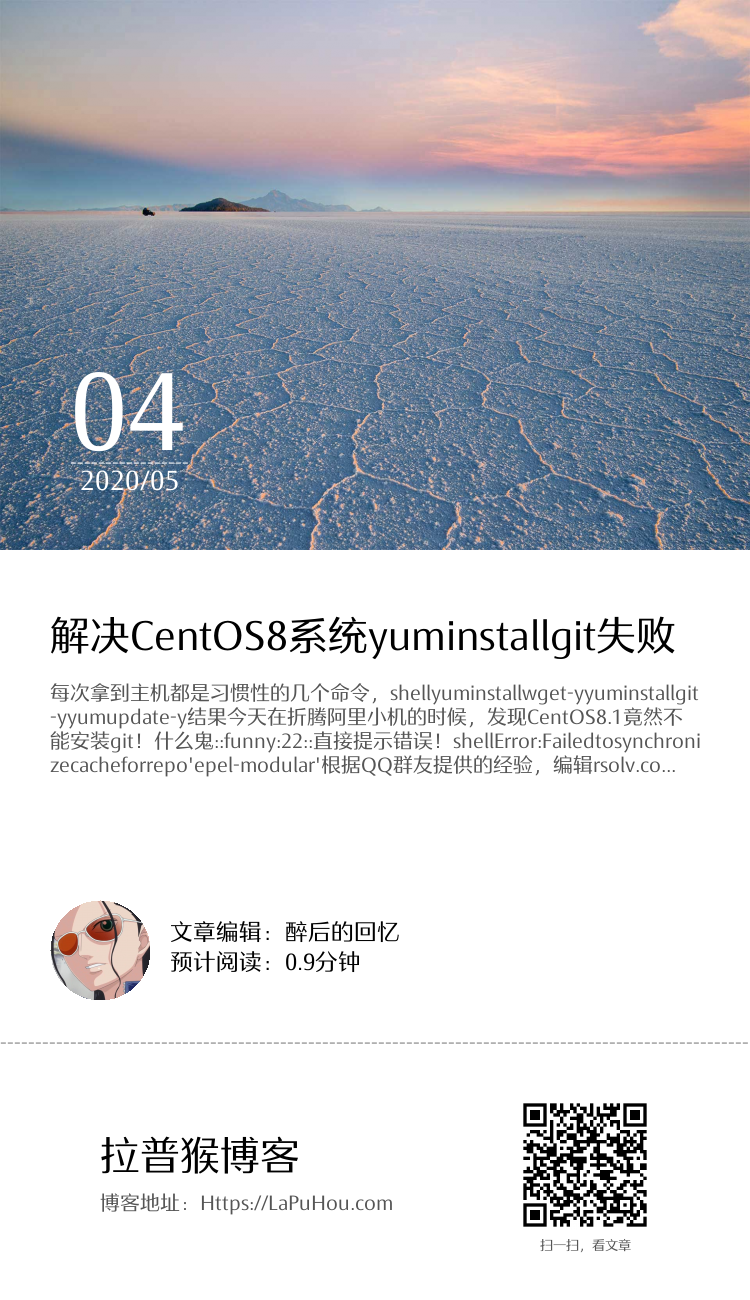 04
2020/05
解决CentOS8系统yuminstallgit失败
每次拿到主机都是习惯性的几个命令，shellyuminstallwget-yyuminstallgit
-yyumupdate-y结果今天在折腾阿里小机的时候，发现CentOS8.1竟然不
能安装git！什么鬼::funny:22::直接提示错误！shellError:Failedtosynchroni
zecacheforrepo'epel-modular'根据QQ群友提供的经验，编辑rsolv.co...
文章编辑：醉后的回忆
预计阅读：0.9分钟
拉普猴博客
博客地址：Https://LaPuHou.com
扫一扫，看文章